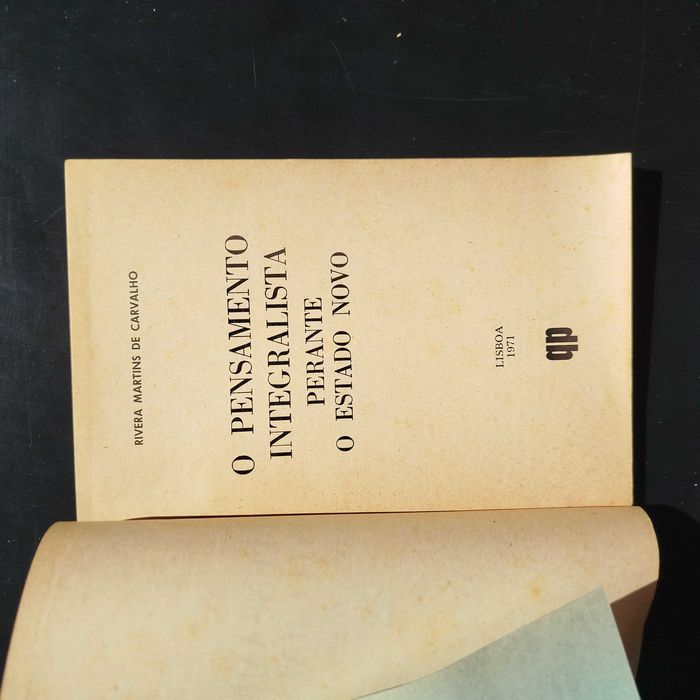 RIVERA MARTINS DE CARVALHO
O PENSAMENTO
INTEGRALISTA
PERANTE
O ESTADO NOVO
LISBOA
1971